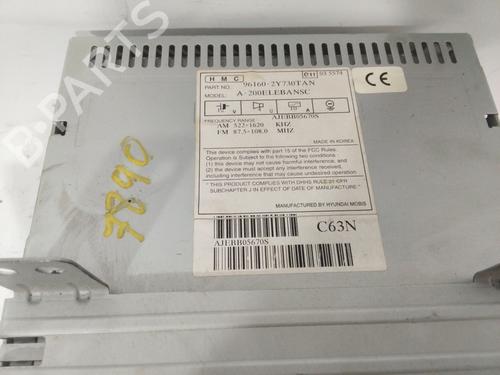 HMC
e11 03 5574
PART NO. 96160-2Y730TAN
MODEL: A-200ELEBANSC
CE
FREQUENCY RANGE AJEBB05670S
AM 522-1620 KHZ
FM 87.5-108.0 MHZ
MADE IN KOREA
This device complies with part 15 of the FCC Rules.
Operation is Subject to the following two conditions:
(1) this device may not cause harmful interference, and
(2) this device must accept any interference received,
including interference that may cause undesired
operation.
* THIS PRODUCT COMPLIES WITH DHHS RULE 21 CFR
SUBCHAPTER J IN EFFECT OF DATE OF MANUFACTURE.
MANUFACTURED BY HYUNDAI MOBIS
C63N
AJEBB05670S
7890
B-PARTS